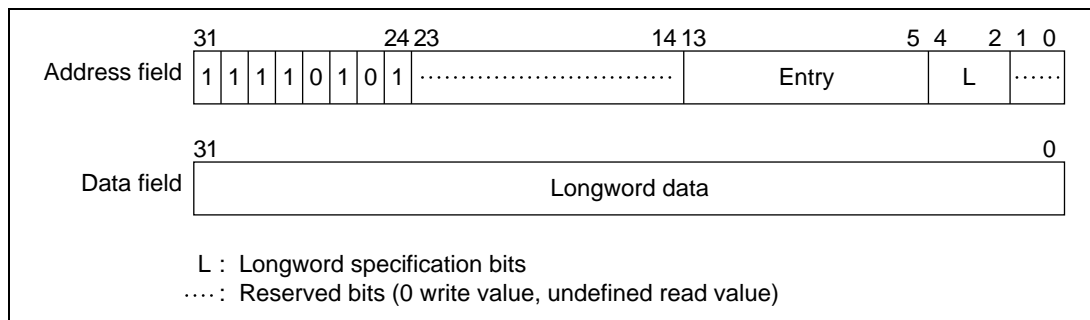 31 24 23 14 13 5 4 2 1 0
Address field 1 1 1 1 0 1 0 1 ............................... Entry L ......
31 0
Data field Longword data
L : Longword specification bits
.... : Reserved bits (0 write value, undefined read value)